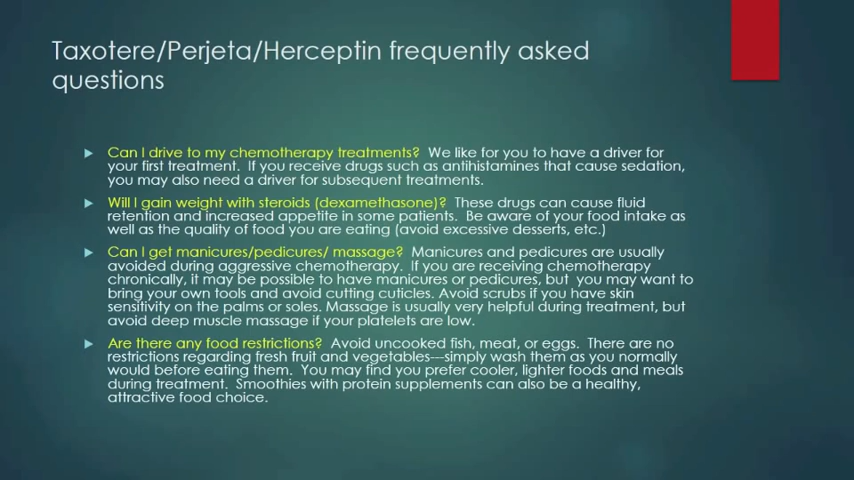 Taxotere/Perjeta/Herceptin frequently asked
questions
Can I drive to my chemotherapy treatments? We like for you to have a driver for
your first treatment. If you receive drugs such as antihistamines that cause sedation,
you may also need a driver for subsequent treatments.
Will I gain weight with steroids (dexamethasone)? These drugs can cause fluid
retention and increased appetite in some patients. Be aware of your food intake as
well as the quality of food you are eating (avoid excessive desserts, etc.)
Can I get manicures/pedicures/ massage? Manicures and pedicures are usually
avoided during aggressive chemotherapy. If you are receiving chemotherapy
chronically, it may be possible to have manicures or pedicures, but you may want to
bring your own tools and avoid cutting cuticles. Avoid scrubs if you have skin
sensitivity on the palms or soles. Massage is usually very helpful during treatment, but
avoid deep muscle massage if your platelets are low.
Are there any food restrictions? Avoid uncooked fish, meat, or eggs. There are no
restrictions regarding fresh fruit and vegetables---simply wash them as you normally
would before eating them. You may find you prefer cooler, lighter foods and meals
during treatment. Smoothies with protein supplements can also be a healthy,
attractive food choice.